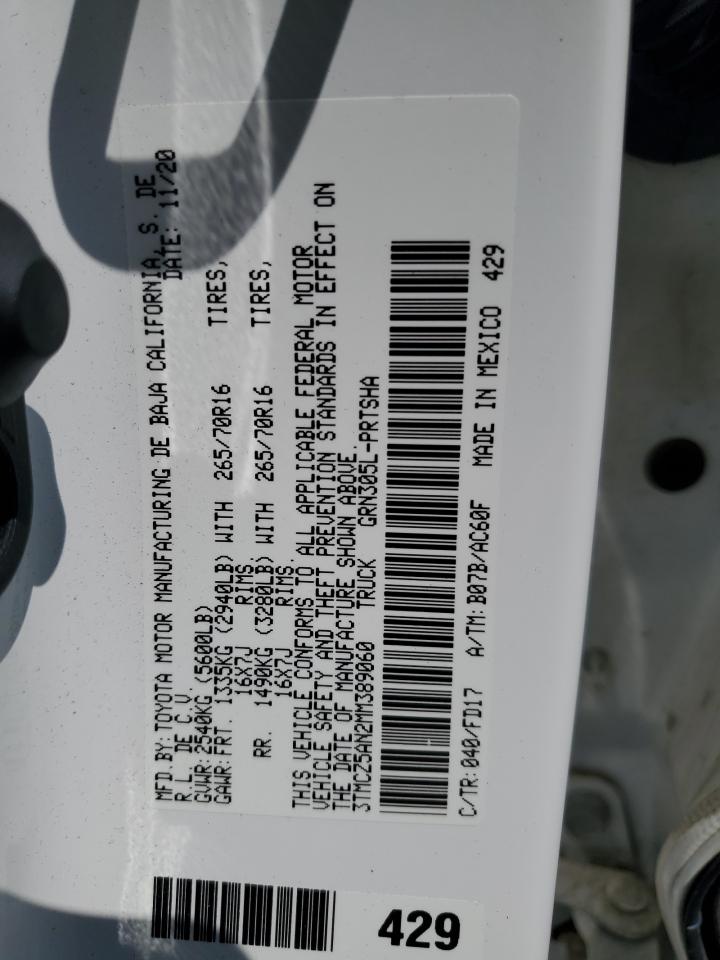 MFD.BY: TOYOTA MOTOR MANUFACTURING DE BAJA CALIFORNIA, S. DE
R.L. DE C.V. DATE: 11/20
GVWR: 2540KG (5600LB)
GAWR: FRT. 1335KG (2940LB) WITH 265/70R16 TIRES,
16X7J RIMS.
RR. 1490KG (3280LB) WITH 265/70R16 TIRES,
16X7J RIMS.
THIS VEHICLE CONFORMS TO ALL APPLICABLE FEDERAL MOTOR
VEHICLE SAFETY AND THEFT PREVENTION STANDARDS IN EFFECT ON
THE DATE OF MANUFACTURE SHOWN ABOVE.
3TMCZ5AN2MM389060 TRUCK GRN305L-PRTSHA
C/TR: 040/FD17 A/TM: B07B/AC60F MADE IN MEXICO 429
429